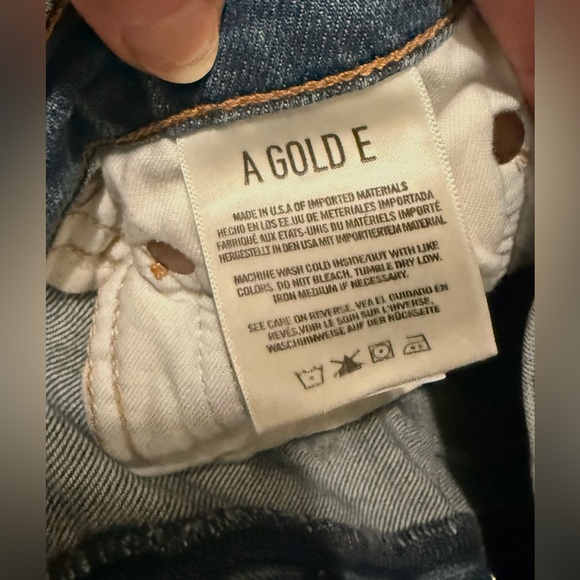 A GOLD E
MADE IN U.S.A OF IMPORTED MATERIALS
HECHO EN LOS EE.UU DE METERIALES IMPORTADA
FABRIQUÉ AUX ETATS-UNIS DU MATÉRIELS IMPORTÉ
HERGESTELLT IN DEN USA MIT IMPORTIERTEM MATERIAL
MACHINE WASH COLD INSIDE/OUT WITH LIKE
COLORS. DO NOT BLEACH. TUMBLE DRY LOW.
IRON MEDIUM IF NECESSARY.
SEE CARE ON REVERSE. VEA EL CUIDADO EN
REVÉS. VOIR LE SOIN SUR L'INVERSE.
WASCHHINWEISE AUF DER RÜCKSETTE